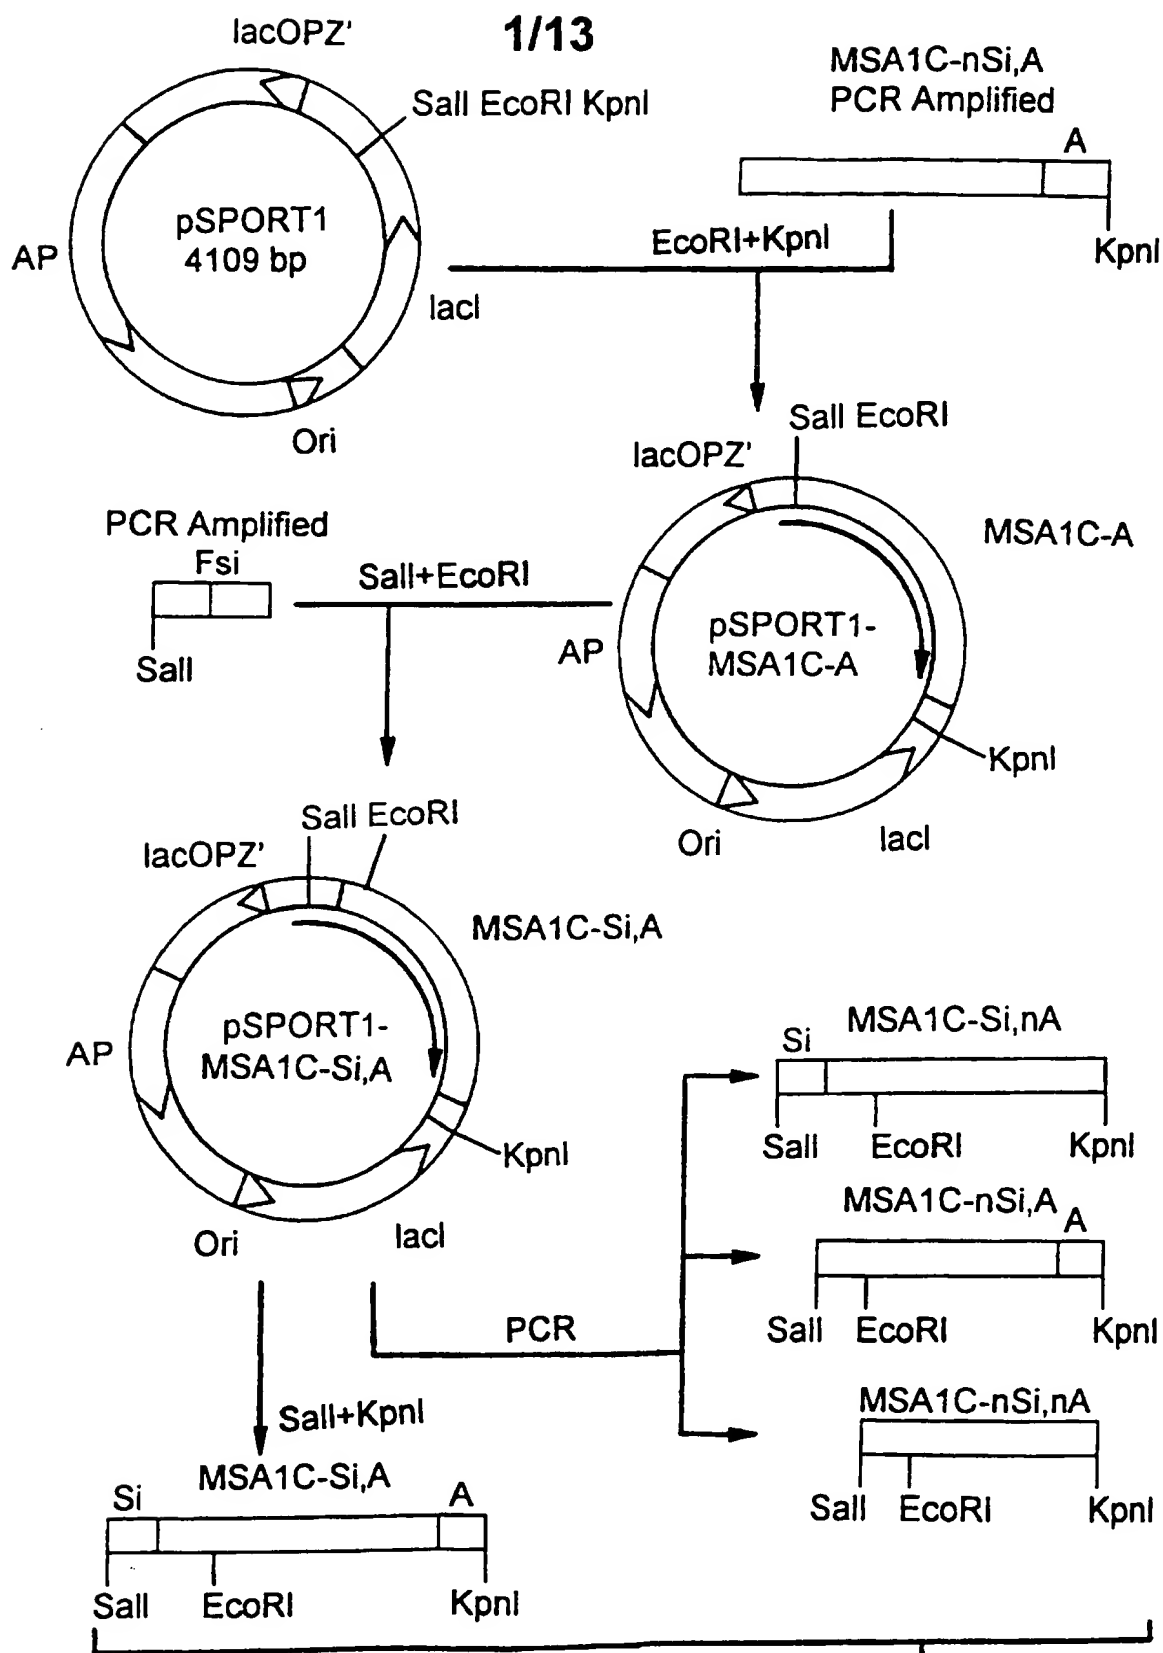 1/13
lacOPZ'
SalI EcoRI KpnI
pSPORT1
4109 bp
AP
lacI
Ori
MSA1C-nSi,A
PCR Amplified
A
KpnI
EcoRI+KpnI
SalI EcoRI
lacOPZ'
MSA1C-A
pSPORT1-
MSA1C-A
AP
KpnI
Ori
lacI
PCR Amplified
Fsi
SalI
SalI+EcoRI
SalI EcoRI
lacOPZ'
MSA1C-Si,A
pSPORT1-
MSA1C-Si,A
AP
KpnI
Ori
lacI
PCR
MSA1C-Si,nA
Si
SalI EcoRI KpnI
MSA1C-nSi,A
A
SalI EcoRI KpnI
MSA1C-nSi,nA
SalI EcoRI KpnI
SalI+KpnI
MSA1C-Si,A
Si A
SalI EcoRI KpnI